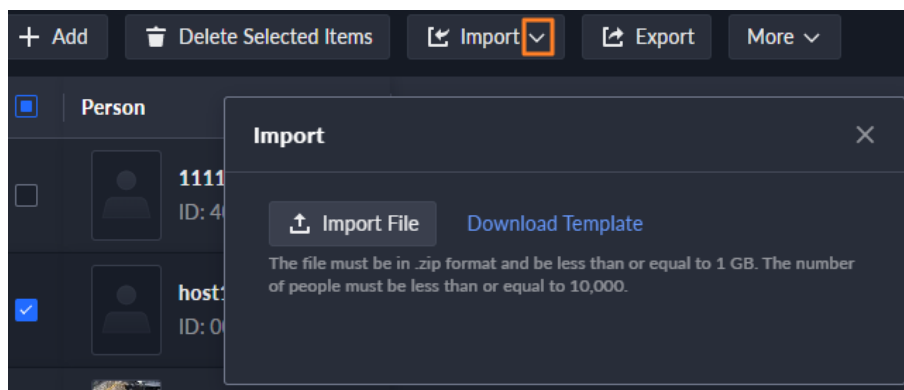 Add
Delete Selected Items
Import
Export
More
Person
Import
1111
ID: 4
Import File
Download Template
The file must be in .zip format and be less than or equal to 1 GB. The number
of people must be less than or equal to 10,000.
host
ID: 0